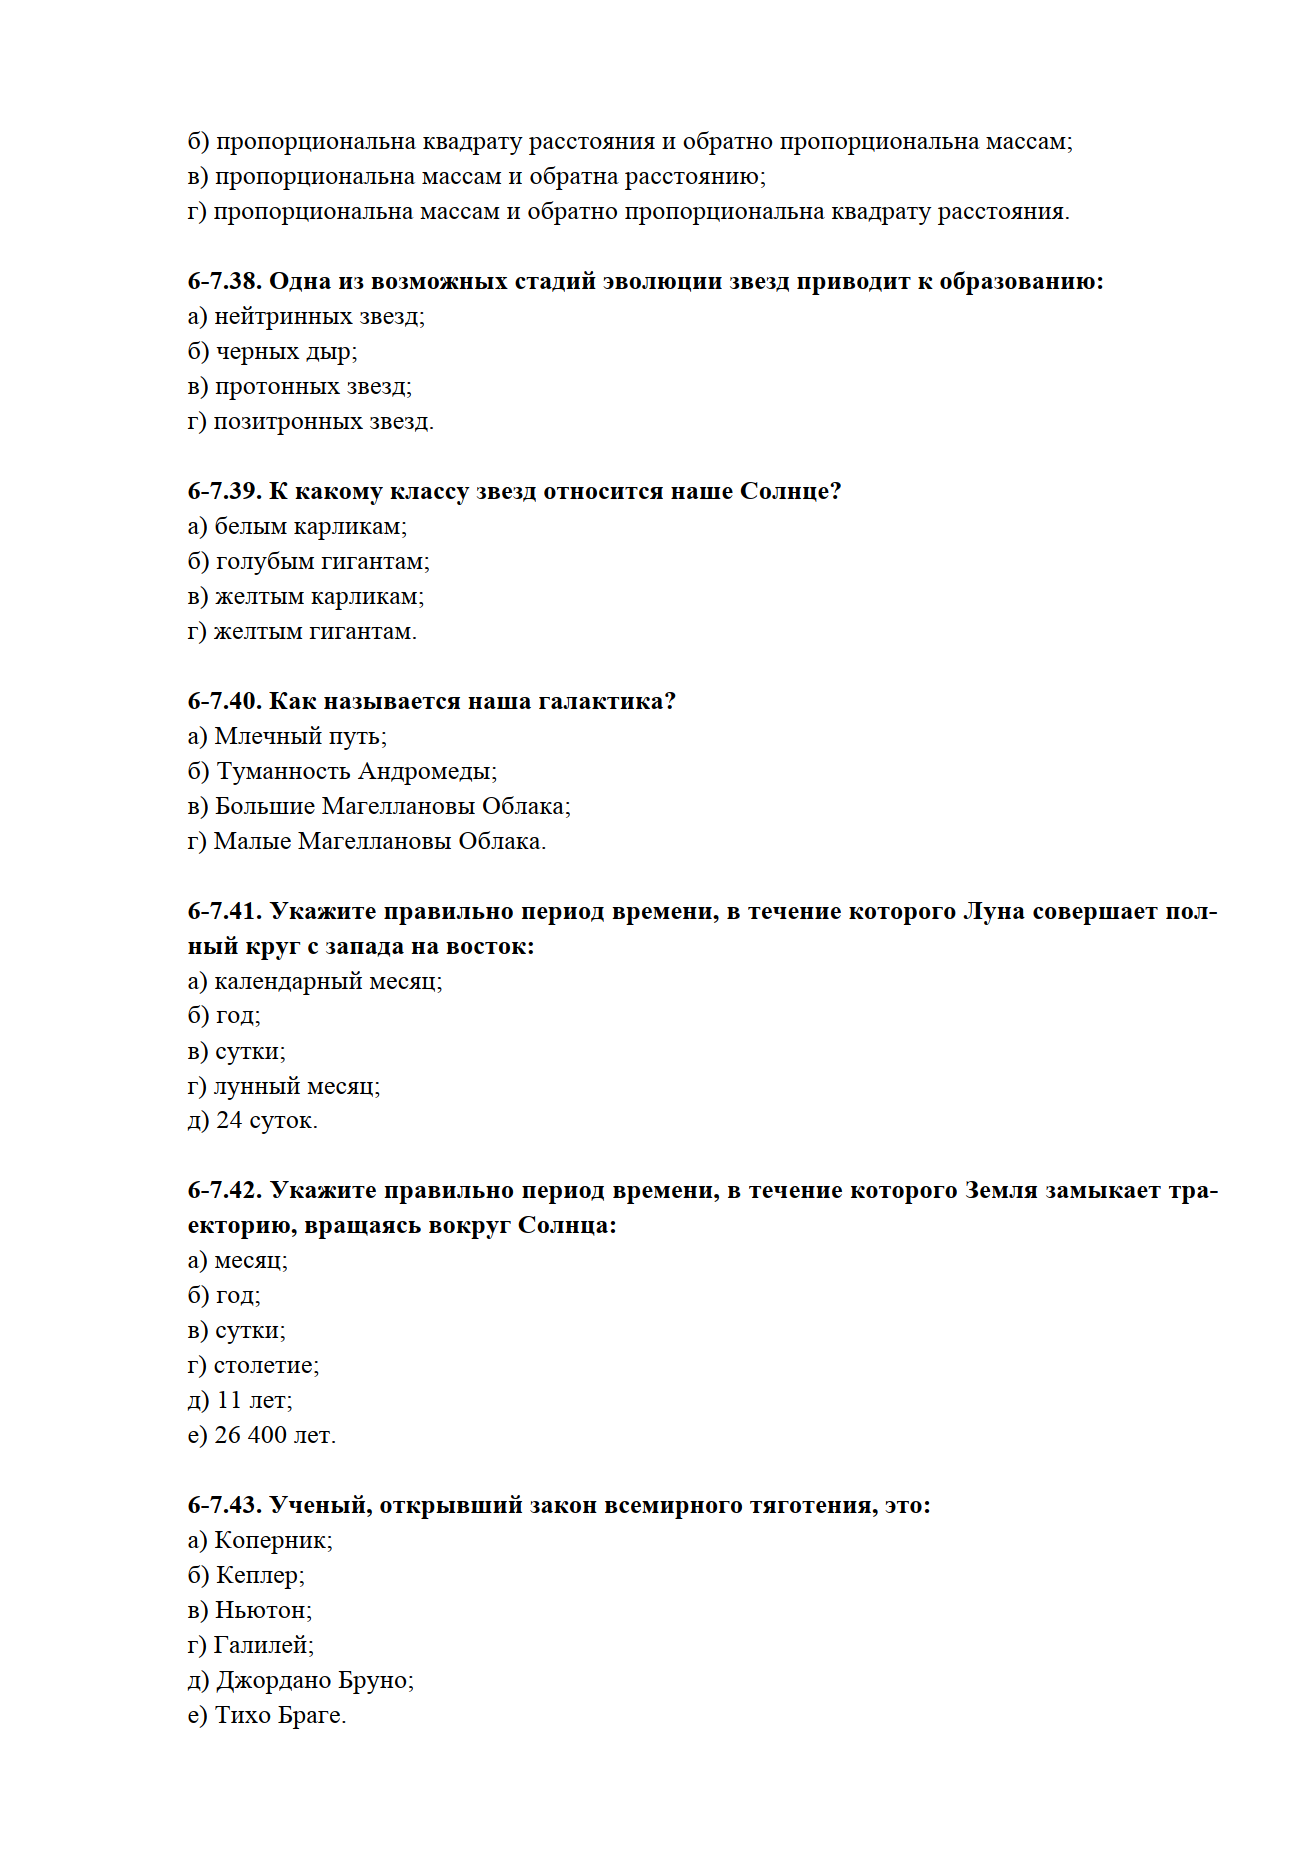 б) пропорциональна квадрату расстояния и обратно пропорциональна массам;
в) пропорциональна массам и обратна расстоянию;
г) пропорциональна массам и обратно пропорциональна квадрату расстояния.
6-7.38. Одна из возможных стадий эволюции звезд приводит к образованию:
а) нейтринных звезд;
б) черных дыр;
в) протонных звезд;
г) позитронных звезд.
6-7.39. К какому классу звезд относится наше Солнце?
а) белым карликам;
б) голубым гигантам;
в) желтым карликам;
г) желтым гигантам.
6-7.40. Как называется наша галактика?
а) Млечный путь;
б) Туманность Андромеды;
в) Большие Магеллановы Облака;
г) Малые Магеллановы Облака.
6-7.41. Укажите правильно период времени, в течение которого Луна совершает пол-
ный круг с запада на восток:
а) календарный месяц;
б) год;
в) сутки;
г) лунный месяц;
д) 24 суток.
6-7.42. Укажите правильно период времени, в течение которого Земля замыкает тра-
екторию, вращаясь вокруг Солнца:
а) месяц;
б) год;
в) сутки;
г) столетие;
д) 11 лет;
е) 26 400 лет.
6-7.43. Ученый, открывший закон всемирного тяготения, это:
а) Коперник;
б) Кеплер;
в) Ньютон;
г) Галилей;
д) Джордано Бруно;
е) Тихо Браге.